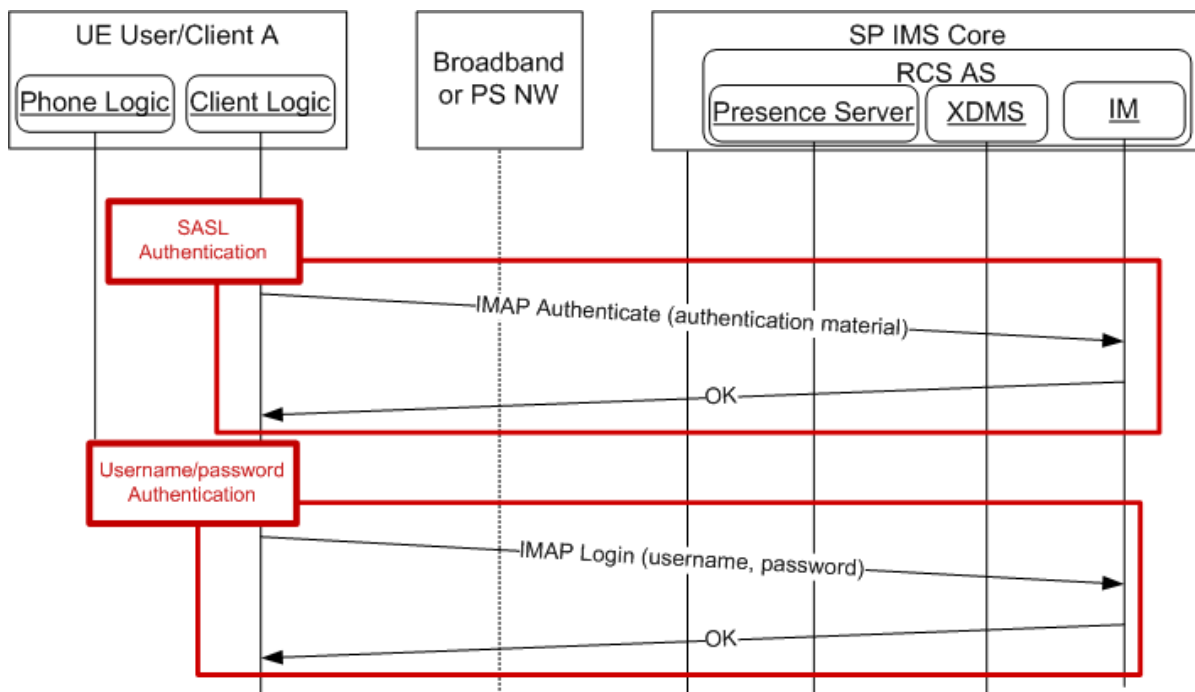 UE User/Client A
Phone Logic
Client Logic
Broadband
or PS NW
SP IMS Core
RCS AS
Presence Server
XDMS
IM
SASL
Authentication
IMAP Authenticate (authentication material)
OK
Username/password
Authentication
IMAP Login (username, password)
OK